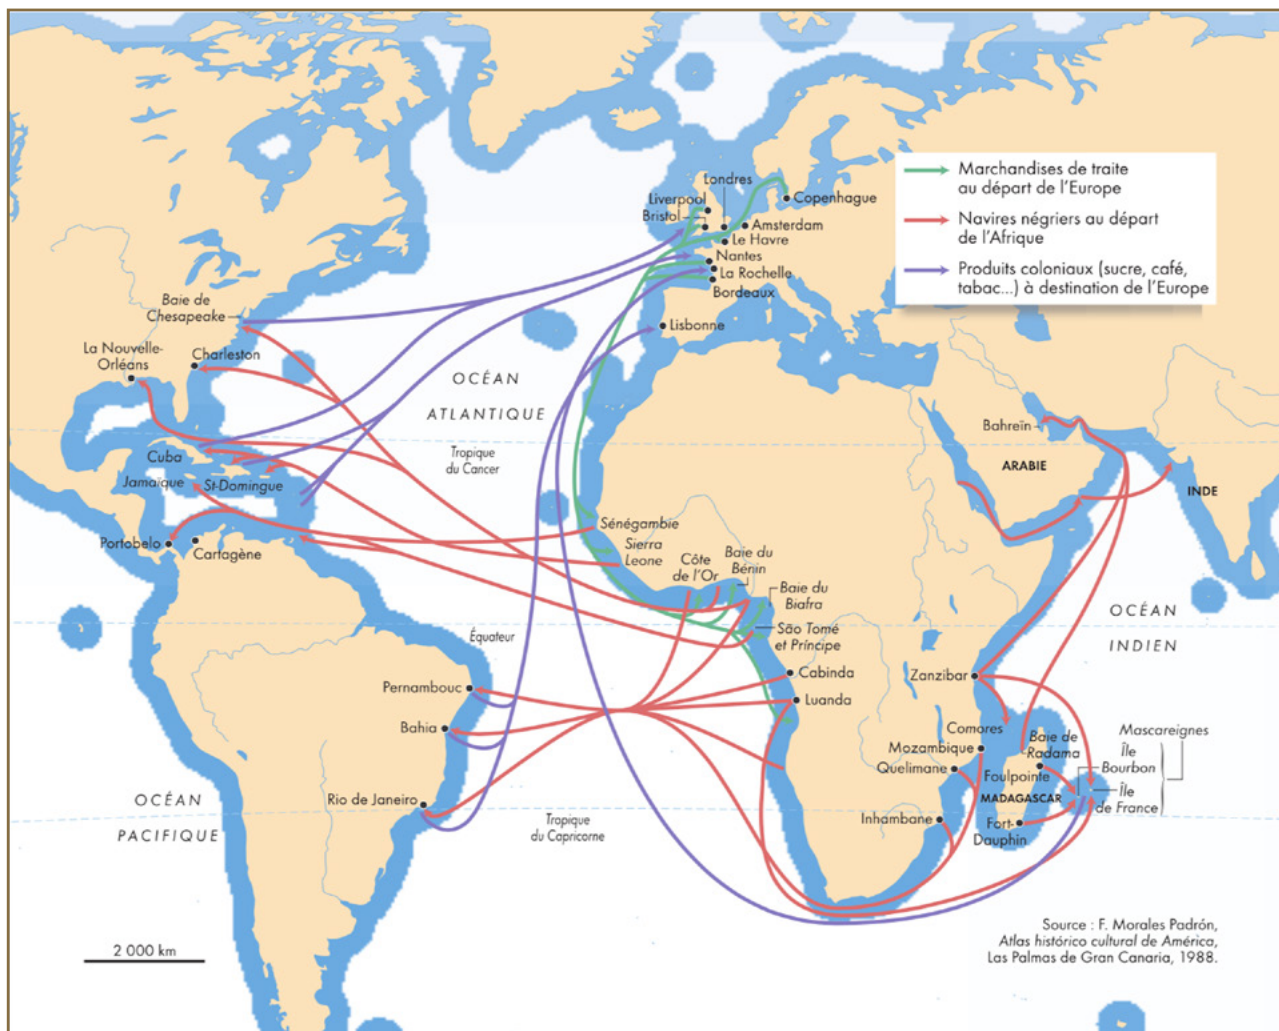 Marchandises de traite
au départ de l'Europe
Navires négriers au départ
de l'Afrique
Produits coloniaux (sucre, café,
tabac...) à destination de l'Europe
Londres
Liverpool
Bristol
Copenhague
Amsterdam
Le Havre
Nantes
La Rochelle
Bordeaux
Lisbonne
Baie de
Chesapeake
La Nouvelle-
Orléans
Charleston
OCÉAN
ATLANTIQUE
Tropique
du Cancer
Cuba
Jamaïque
St-Domingue
Portobelo
Cartagène
Bahreïn
ARABIE
INDE
Sénégambie
Sierra
Leone
Côte
de l'Or
Baie du
Bénin
Baie du
Biafra
São Tomé
et Príncipe
Équateur
OCÉAN
INDIEN
Pernambouc
Bahia
Rio de Janeiro
Cabinda
Luanda
Zanzibar
Comores
Mozambique
Quelimane
Inhambane
Baie de
Radama
Foulpointe
MADAGASCAR
Fort-
Dauphin
Mascareignes
Île
Bourbon
Île
de France
OCÉAN
PACIFIQUE
Tropique
du Capricorne
2 000 km
Source : F. Morales Padrón,
Atlas histórico cultural de América,
Las Palmas de Gran Canaria, 1988.